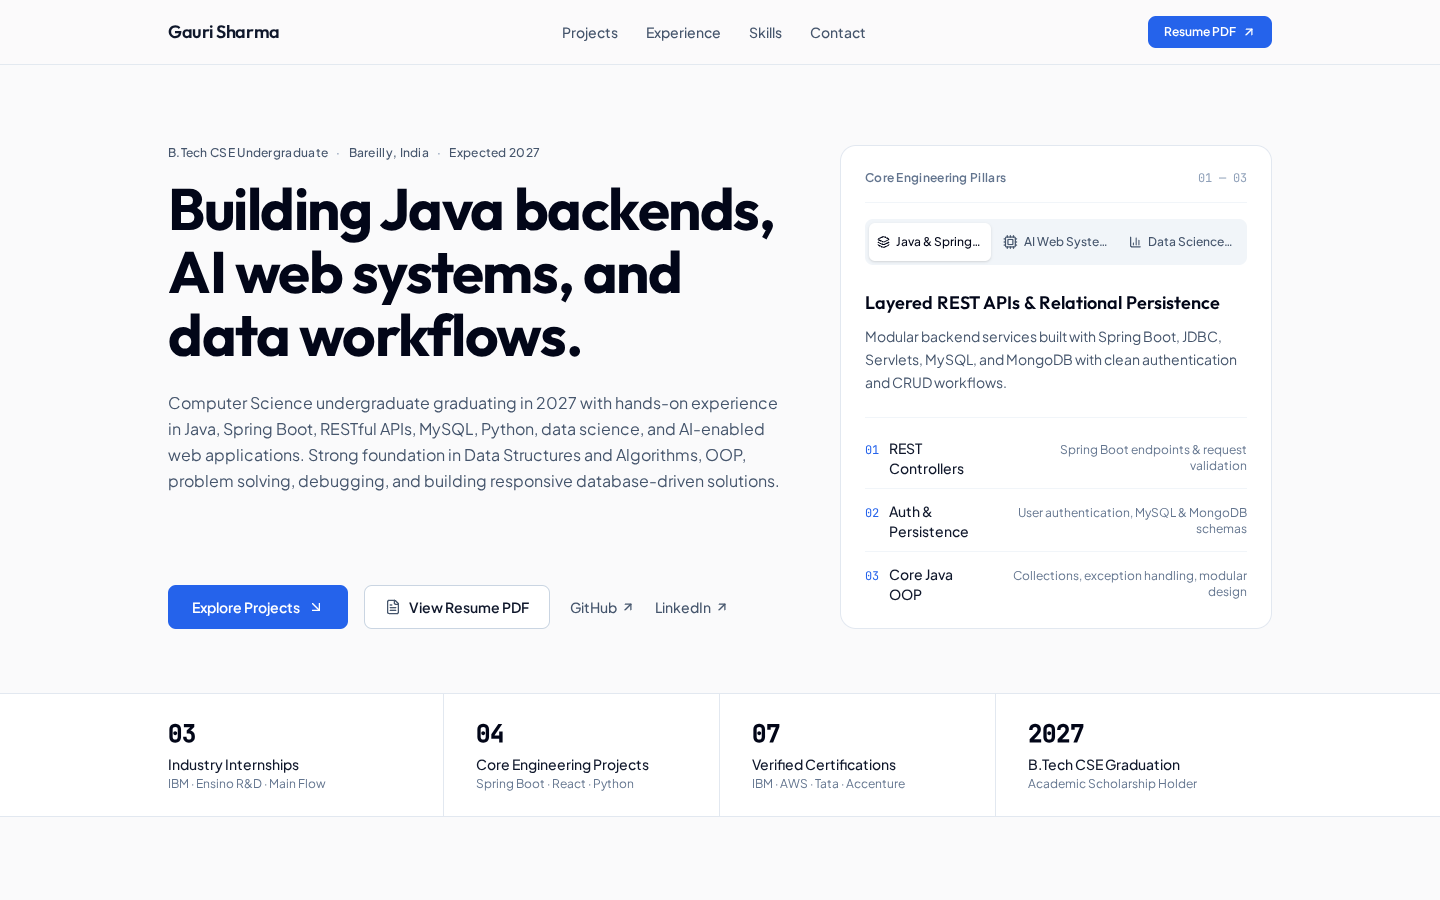 Gauri Sharma
Projects
Experience
Skills
Contact
Resume PDF
B.Tech CSE Undergraduate · Bareilly, India · Expected 2027
Building Java backends,
AI web systems, and
data workflows.
Computer Science undergraduate graduating in 2027 with hands-on experience
in Java, Spring Boot, RESTful APIs, MySQL, Python, data science, and AI-enabled
web applications. Strong foundation in Data Structures and Algorithms, OOP,
problem solving, debugging, and building responsive database-driven solutions.
Explore Projects
View Resume PDF
GitHub
LinkedIn
Core Engineering Pillars
01 — 03
Java & Spring...
AI Web Syste...
Data Science...
Layered REST APIs & Relational Persistence
Modular backend services built with Spring Boot, JDBC,
Servlets, MySQL, and MongoDB with clean authentication
and CRUD workflows.
01 REST
Controllers
Spring Boot endpoints & request
validation
02 Auth &
Persistence
User authentication, MySQL & MongoDB
schemas
03 Core Java
OOP
Collections, exception handling, modular
design
03
Industry Internships
IBM · Ensino R&D · Main Flow
04
Core Engineering Projects
Spring Boot · React · Python
07
Verified Certifications
IBM · AWS · Tata · Accenture
2027
B.Tech CSE Graduation
Academic Scholarship Holder